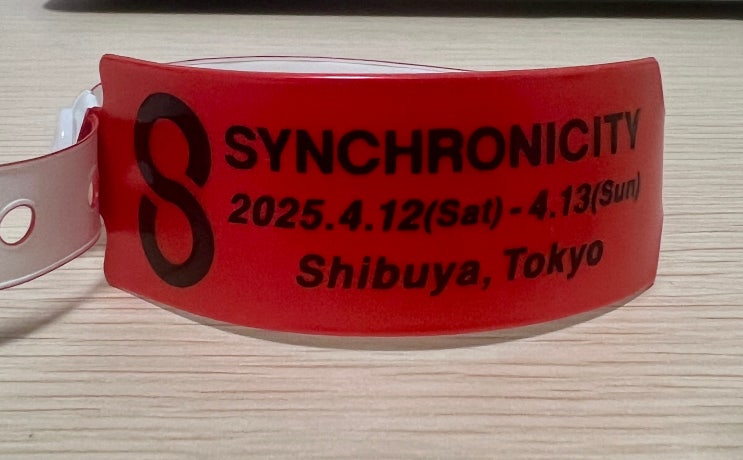 SYNCHRONICITY
2025.4.12(Sat) - 4.13(Sun)
Shibuya, Tokyo